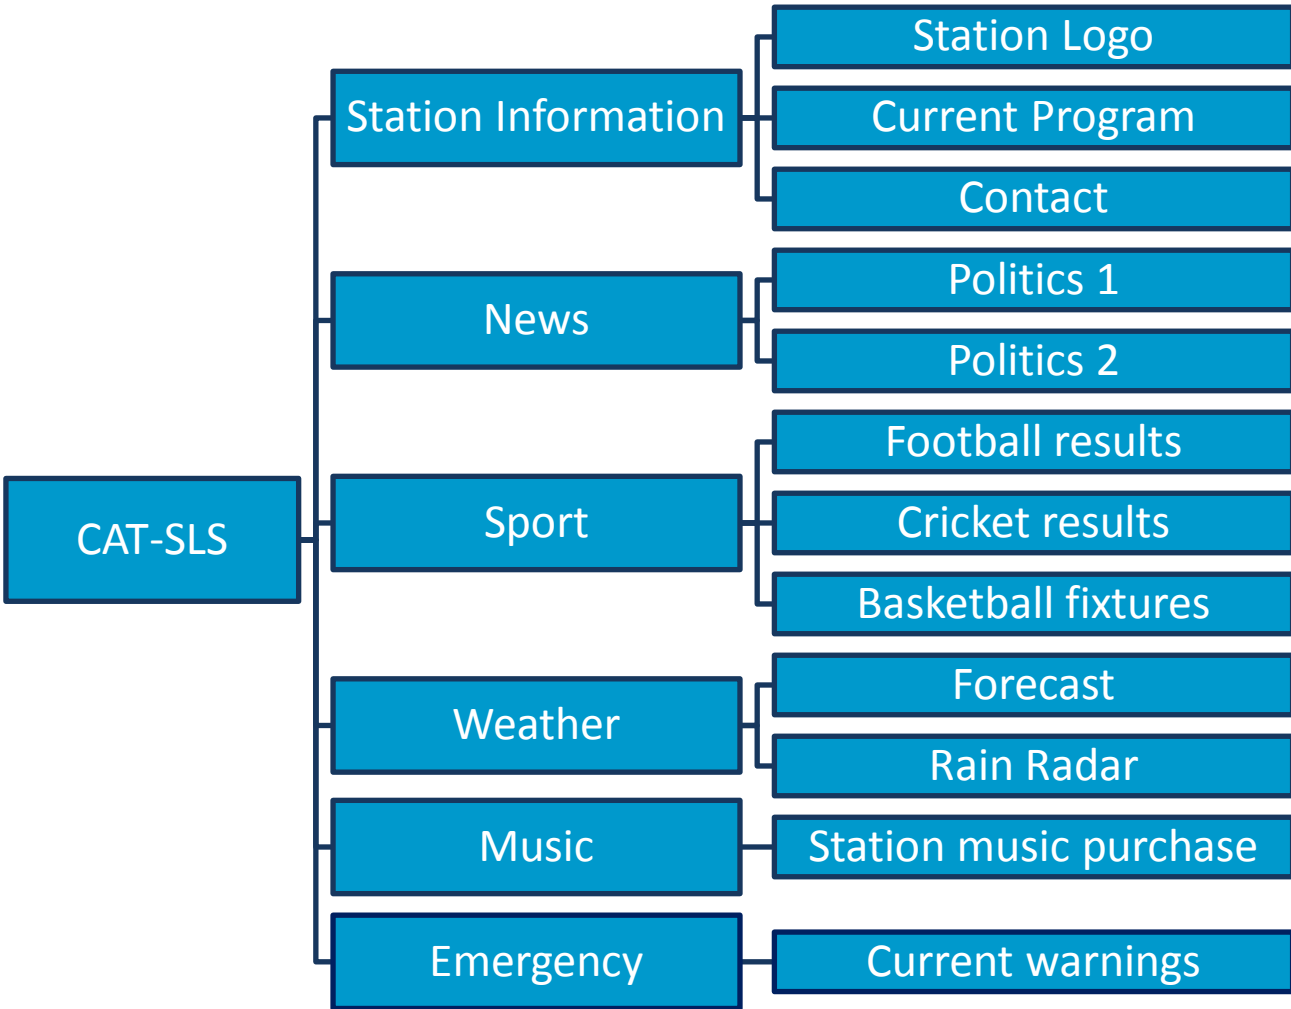 CAT-SLS
Station Information
Station Logo
Current Program
Contact
News
Politics 1
Politics 2
Sport
Football results
Cricket results
Basketball fixtures
Weather
Forecast
Rain Radar
Music
Station music purchase
Emergency
Current warnings